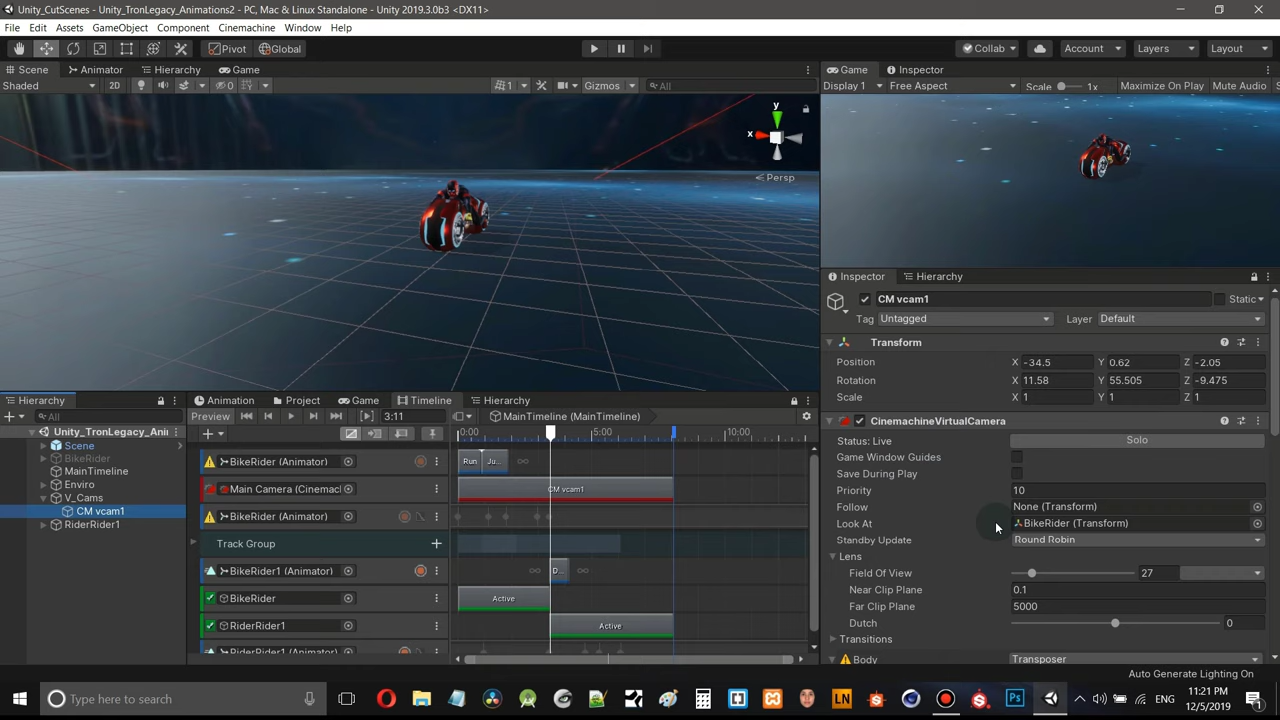 Unity_CutScenes - Unity_TronLegacy_Animations2 - PC, Mac & Linux Standalone - Unity 2019.3.0b3 <DX11>
File Edit Assets GameObject Component Cinemachine Window Help
Pivot Global Collab Account Layers Layout
Scene Animator Hierarchy Game
Shaded 2D 0 1 Gizmos All
y
x
Persp
Game Inspector
Display 1 Free Aspect Scale 1x Maximize On Play Mute Audio
Inspector Hierarchy
CM vcam1 Static
Tag Untagged Layer Default
Transform
Position X -34.5 Y 0.62 Z -2.05
Rotation X 11.58 Y 55.505 Z -9.475
Scale X 1 Y 1 Z 1
CinemachineVirtualCamera
Status: Live Solo
Game Window Guides
Save During Play
Priority 10
Follow None (Transform)
Look At BikeRider (Transform)
Standby Update Round Robin
Lens
Field Of View 27
Near Clip Plane 0.1
Far Clip Plane 5000
Dutch 0
Transitions
Body Transposer
Auto Generate Lighting On
Hierarchy
All
Unity_TronLegacy_Ani
Scene
BikeRider
MainTimeline
Enviro
V_Cams
CM vcam1
RiderRider1
Animation Project Game Timeline Hierarchy
Preview 3:11 MainTimeline (MainTimeline)
0:00 5:00 10:00
BikeRider (Animator) Run Ju...
Main Camera (Cinemac CM vcam1
BikeRider (Animator)
Track Group
BikeRider1 (Animator) D...
BikeRider Active
RiderRider1 Active
RiderRider1 (Animator)
Type here to search
LN
Ps
ENG
11:21 PM
12/5/2019
1